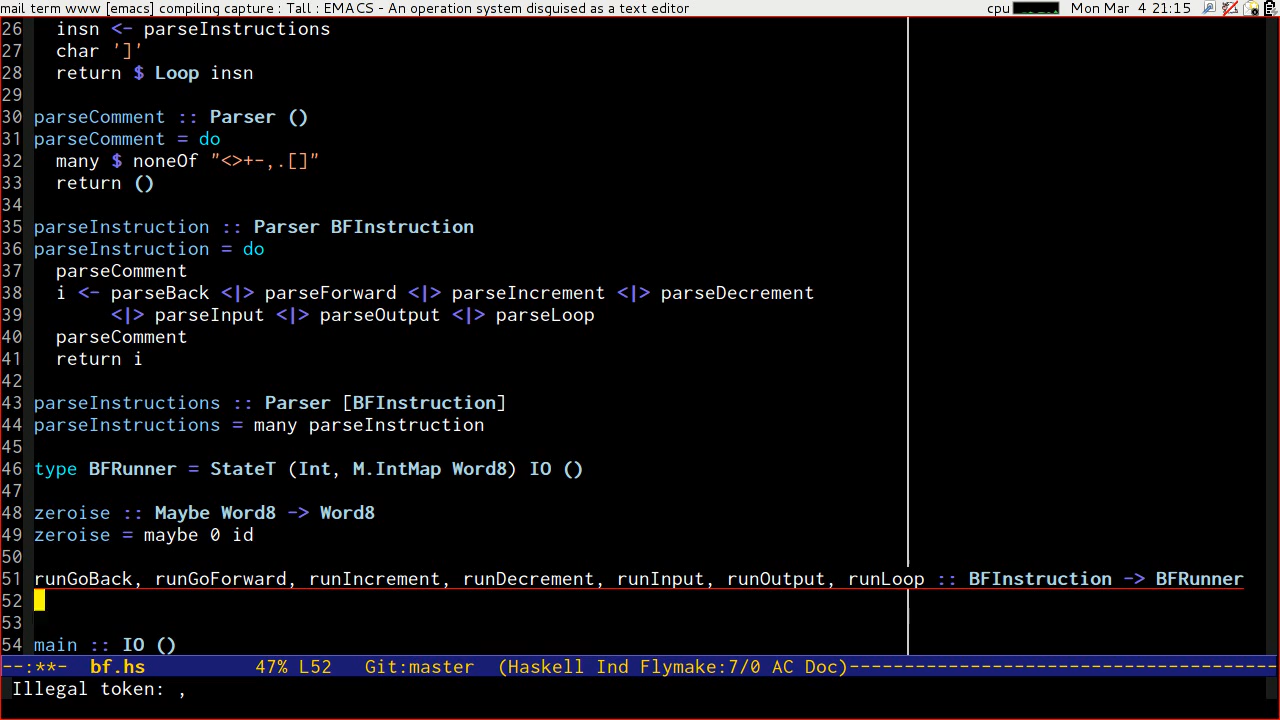 mail term www [emacs] compiling capture : Tall : EMACS - An operation system disguised as a text editor cpu Mon Mar 4 21:15
26   insn <- parseInstructions
27   char ']'
28   return $ Loop insn
29
30 parseComment :: Parser ()
31 parseComment = do
32   many $ noneOf "<>+-,.[]"
33   return ()
34
35 parseInstruction :: Parser BFInstruction
36 parseInstruction = do
37   parseComment
38   i <- parseBack <|> parseForward <|> parseIncrement <|> parseDecrement
39        <|> parseInput <|> parseOutput <|> parseLoop
40   parseComment
41   return i
42
43 parseInstructions :: Parser [BFInstruction]
44 parseInstructions = many parseInstruction
45
46 type BFRunner = StateT (Int, M.IntMap Word8) IO ()
47
48 zeroise :: Maybe Word8 -> Word8
49 zeroise = maybe 0 id
50
51 runGoBack, runGoForward, runIncrement, runDecrement, runInput, runOutput, runLoop :: BFInstruction -> BFRunner
52
53
54 main :: IO ()
--:**-  bf.hs          47% L52   Git:master  (Haskell Ind Flymake:7/0 AC Doc)---------------------------------------
Illegal token: ,